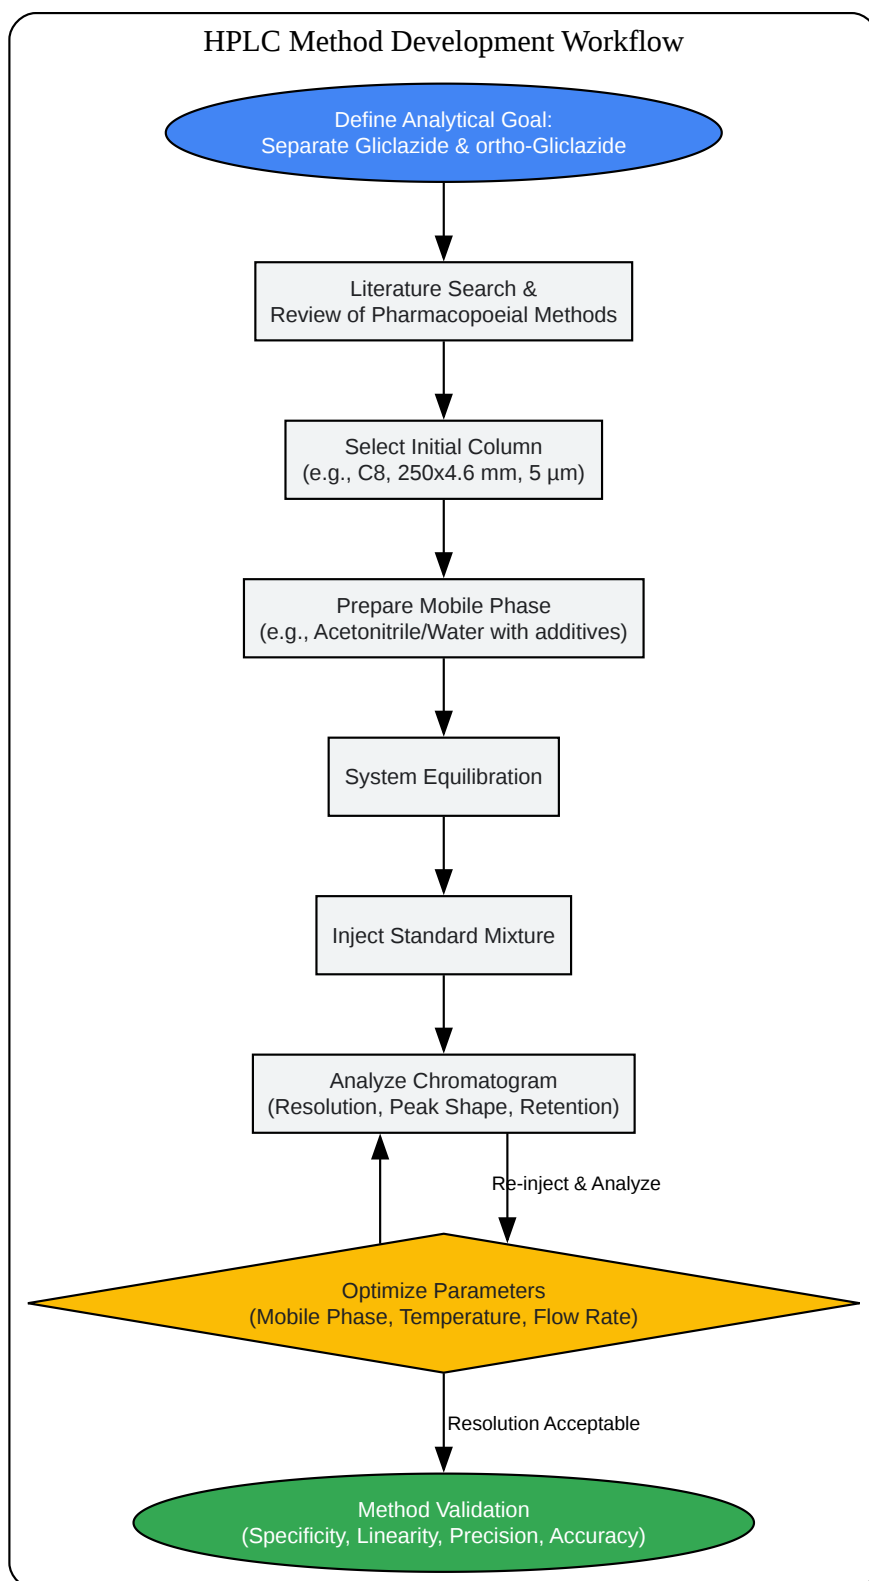 HPLC Method Development Workflow
Define Analytical Goal:
Separate Gliclazide & ortho-Gliclazide
Literature Search &
Review of Pharmacopoeial Methods
Select Initial Column
(e.g., C8, 250x4.6 mm, 5 µm)
Prepare Mobile Phase
(e.g., Acetonitrile/Water with additives)
System Equilibration
Inject Standard Mixture
Analyze Chromatogram
(Resolution, Peak Shape, Retention)
Re-inject & Analyze
Optimize Parameters
(Mobile Phase, Temperature, Flow Rate)
Resolution Acceptable
Method Validation
(Specificity, Linearity, Precision, Accuracy)